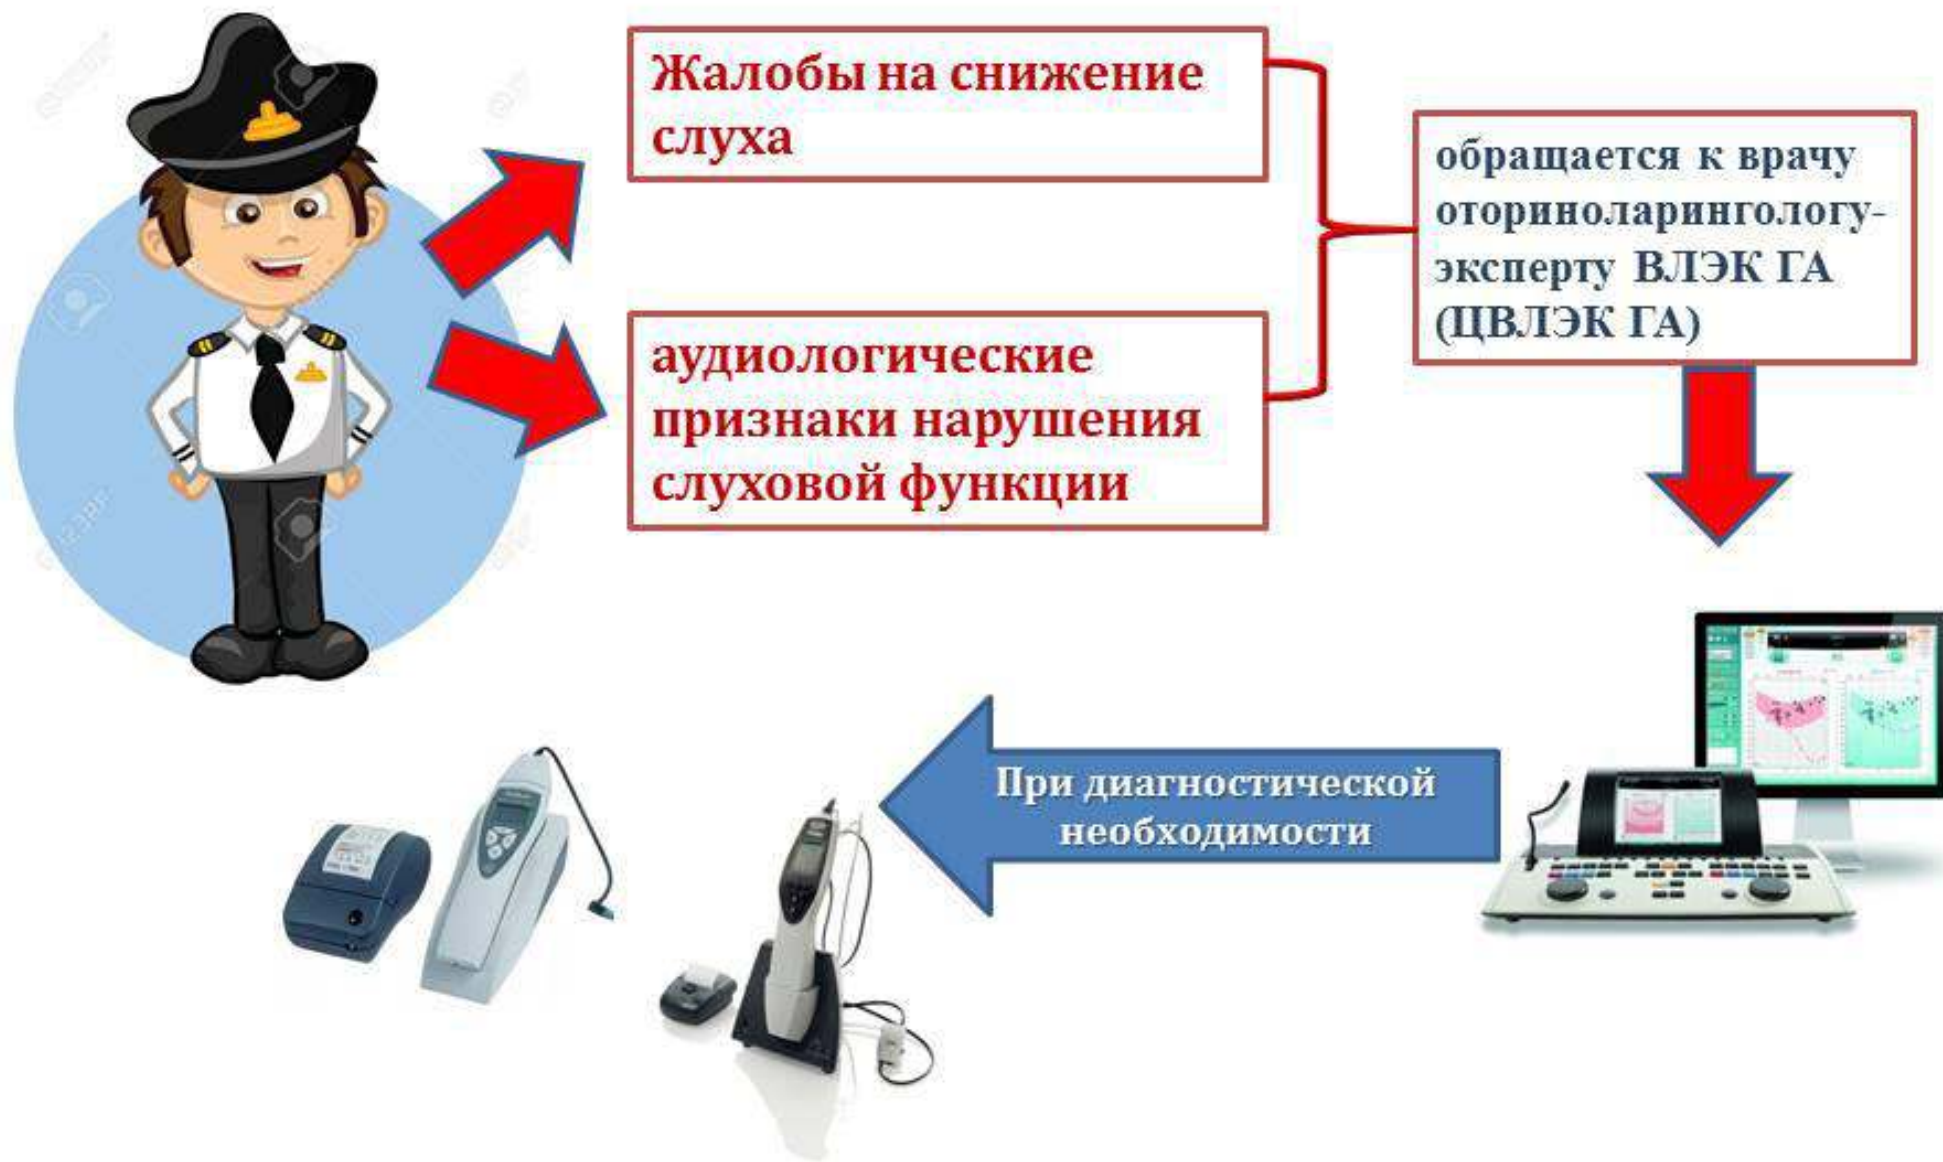 Жалобы на снижение
слуха
обращается к врачу
оториноларингологу-
эксперту ВЛЭК ГА
(ЦВЛЭК ГА)
аудиологические
признаки нарушения
слуховой функции
При диагностической
необходимости